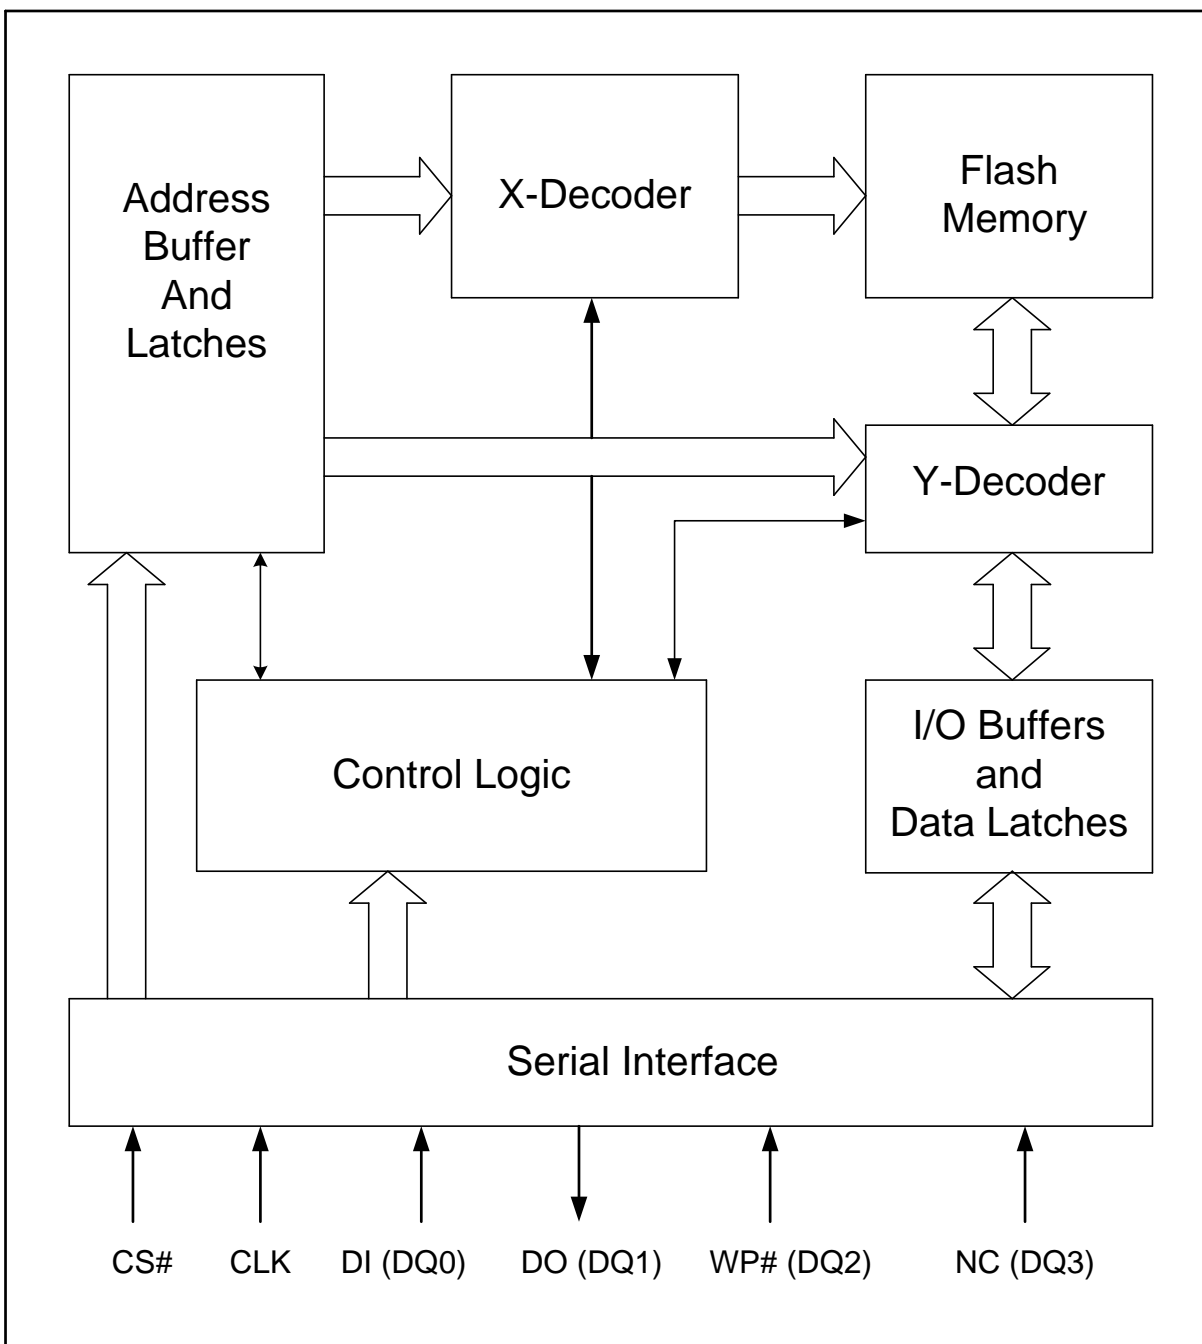 Address
Buffer
And
Latches
X-Decoder
Flash
Memory
Y-Decoder
Control Logic
I/O Buffers
and
Data Latches
Serial Interface
CS#
CLK
DI (DQ0)
DO (DQ1)
WP# (DQ2)
NC (DQ3)